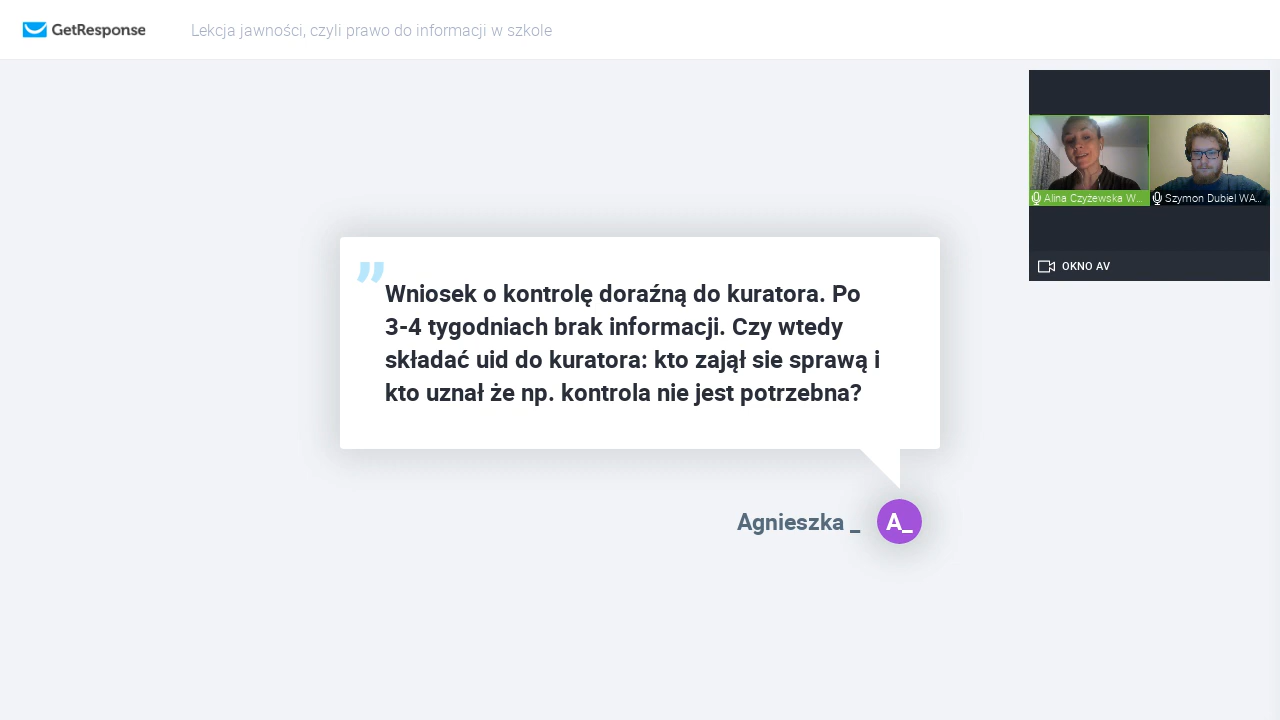 GetResponse
Lekcja jawności, czyli prawo do informacji w szkole
Alina Czyżewska W...
Szymon Dubiel WA...
OKNO AV
”
Wniosek o kontrolę doraźną do kuratora. Po
3-4 tygodniach brak informacji. Czy wtedy
składać uid do kuratora: kto zajął sie sprawą i
kto uznał że np. kontrola nie jest potrzebna?
Agnieszka _
A_